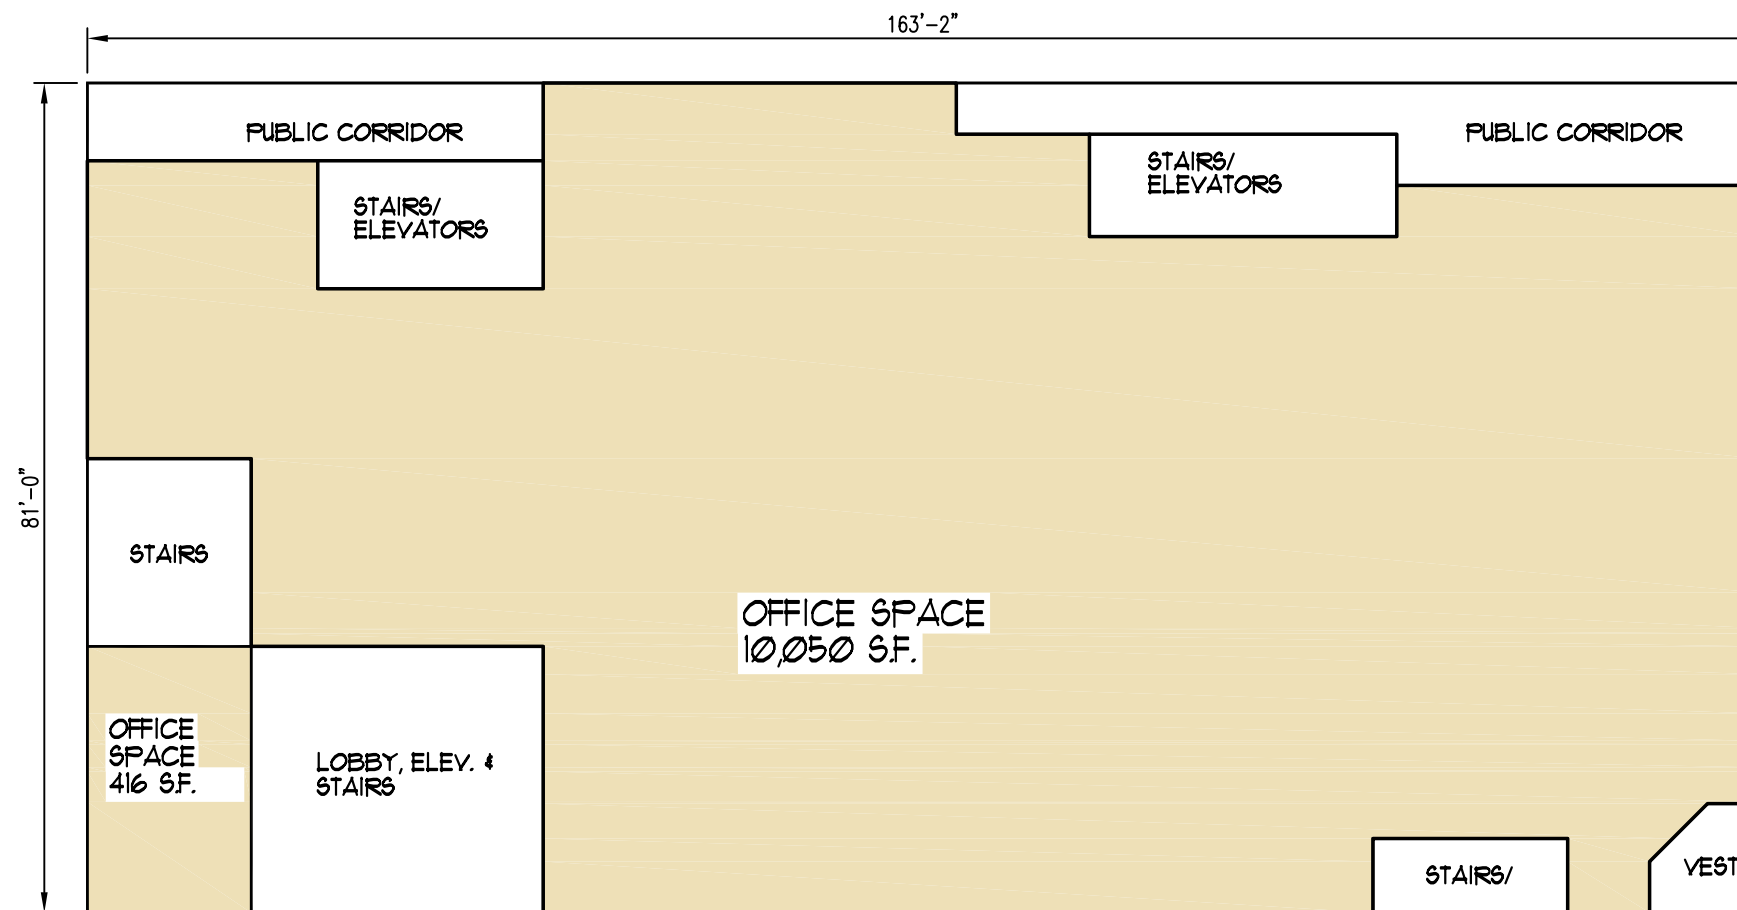 163'-2"
PUBLIC CORRIDOR
PUBLIC CORRIDOR
STAIRS/
ELEVATORS
STAIRS/
ELEVATORS
81'-0"
STAIRS
OFFICE SPACE
10,050 S.F.
OFFICE
SPACE
416 S.F.
LOBBY, ELEV. &
STAIRS
STAIRS/
VEST